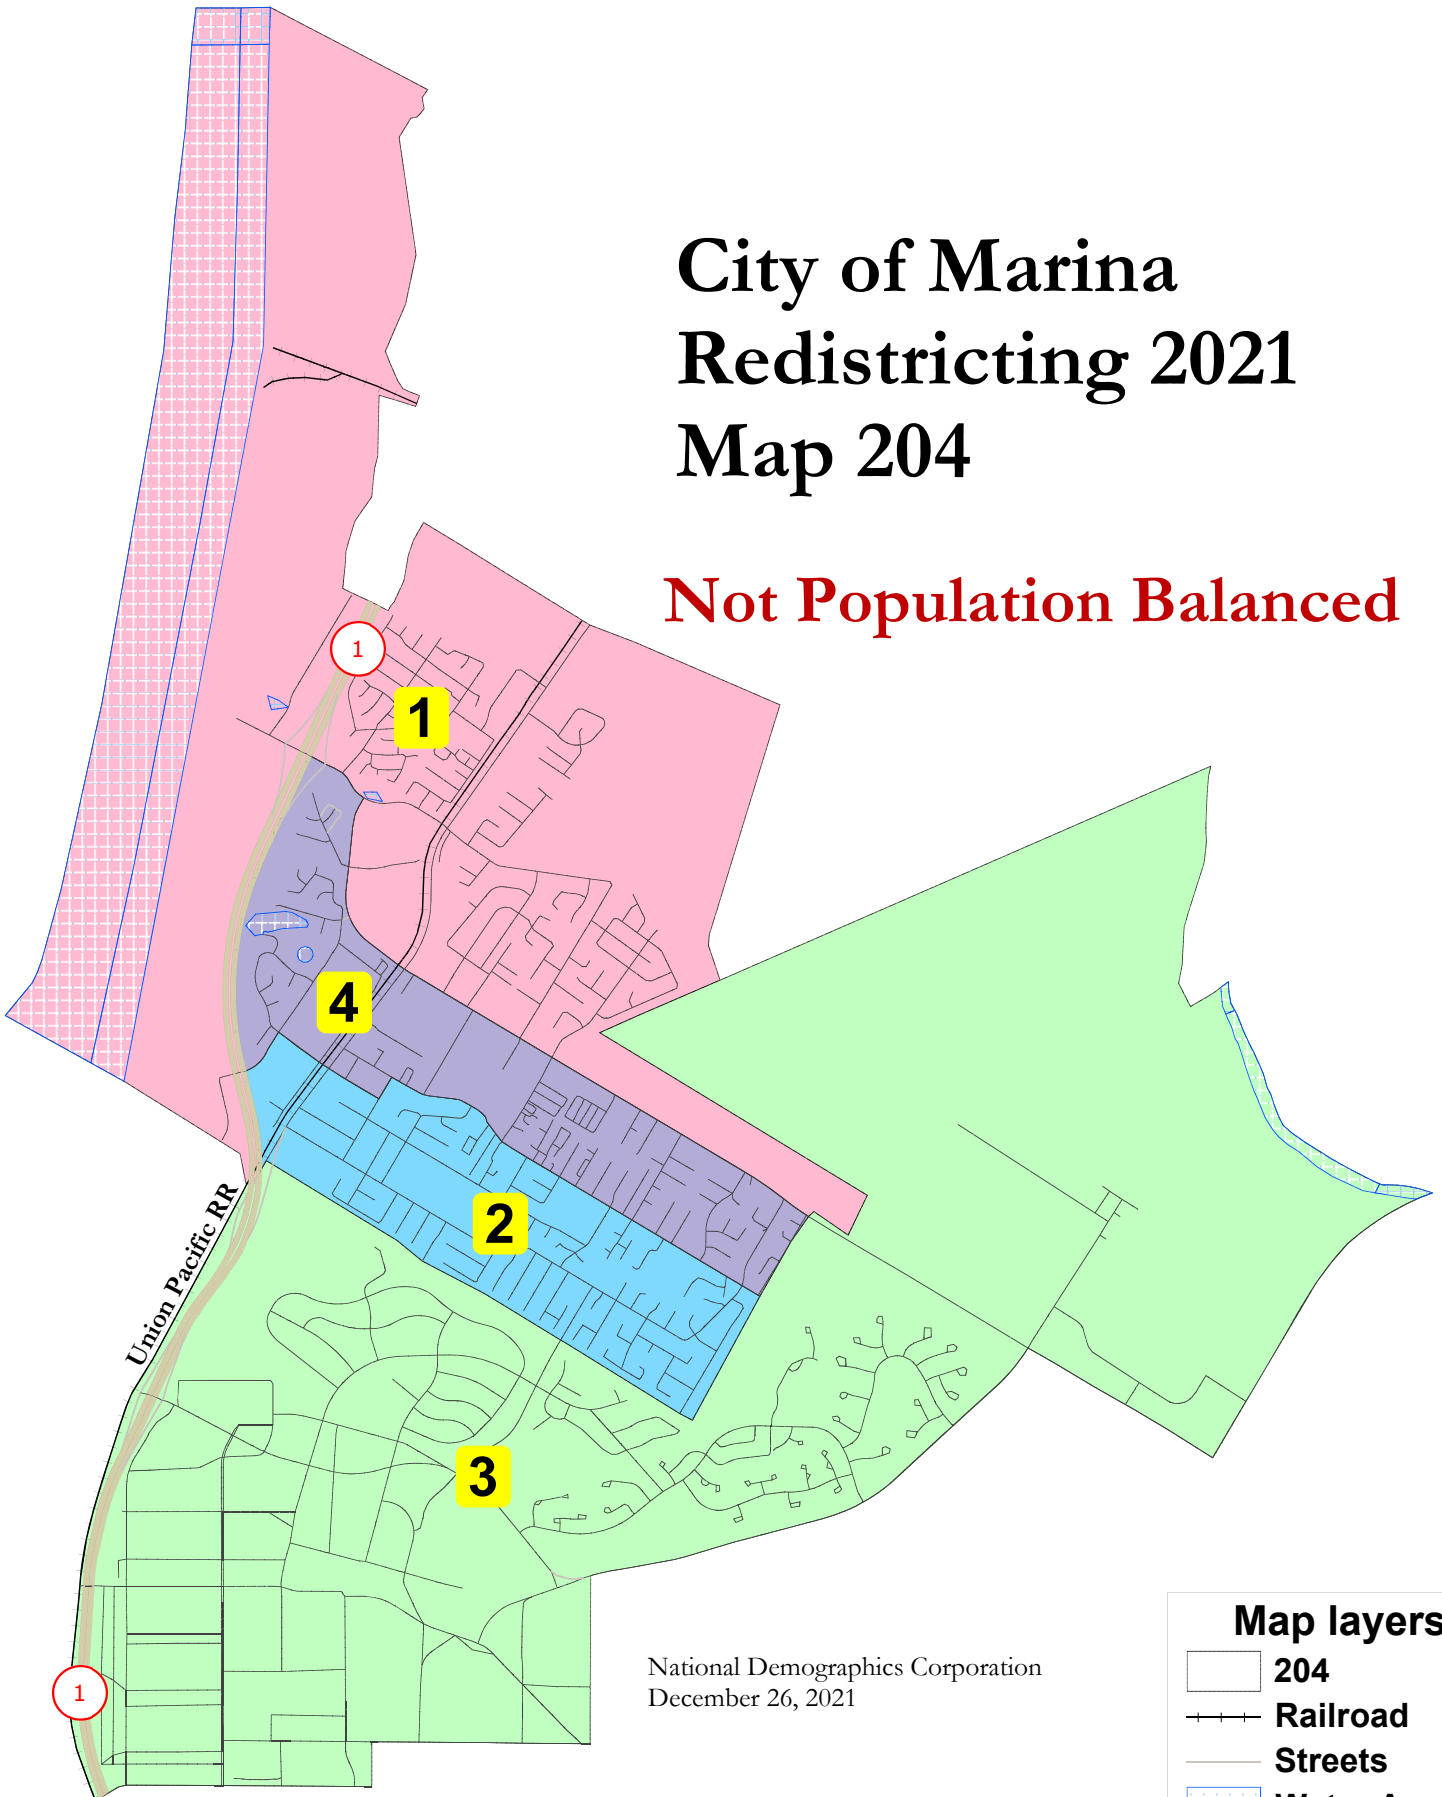 City of Marina
Redistricting 2021
Map 204
Not Population Balanced
1
1
4
2
Union Pacific RR
3
1
National Demographics Corporation
December 26, 2021
Map layers
204
Railroad
Streets